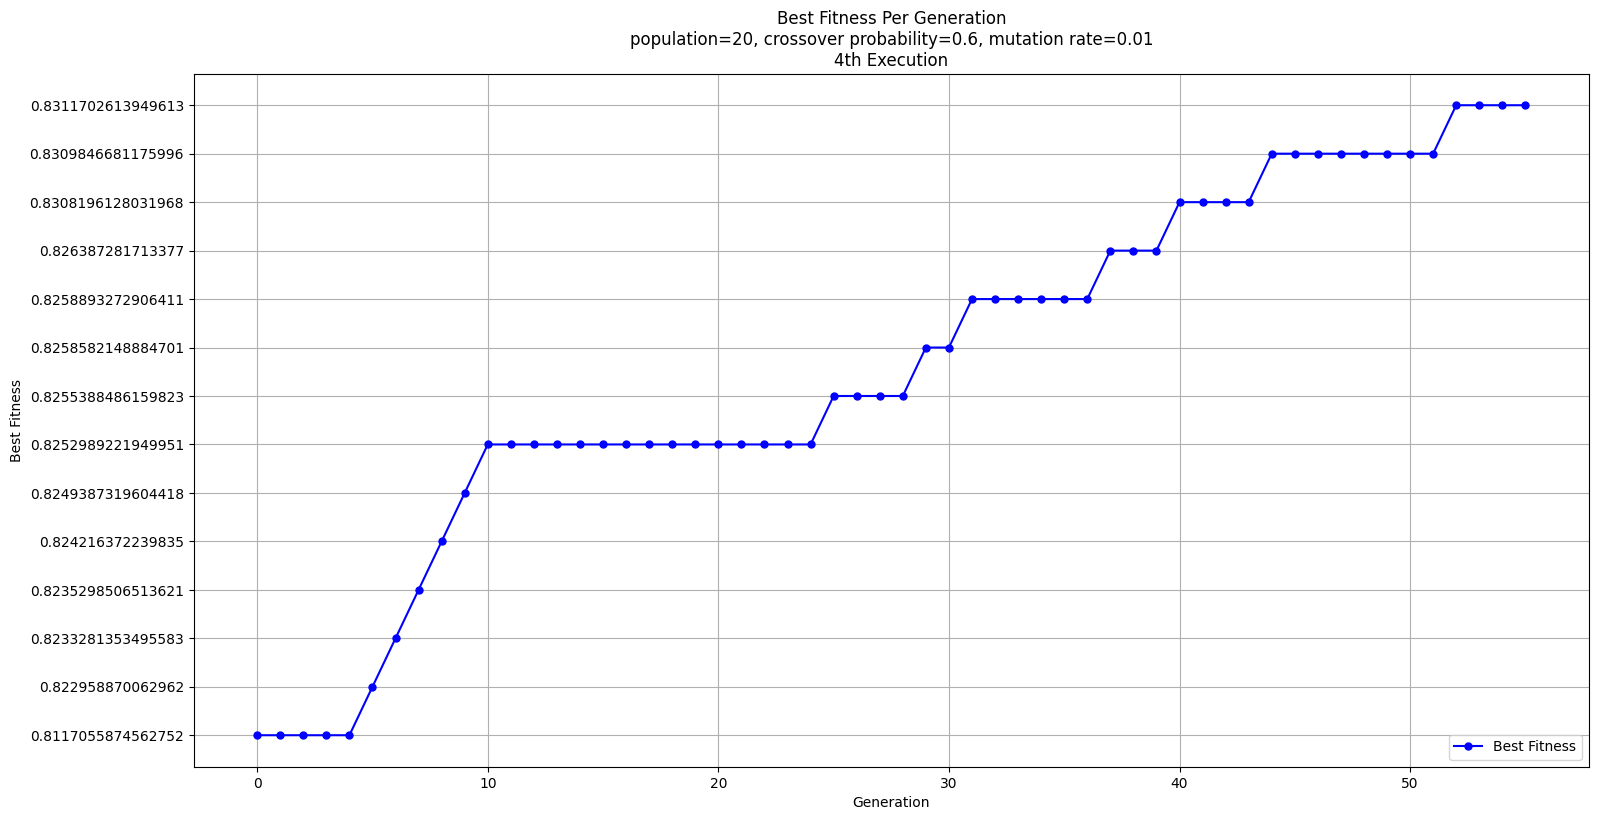 Best Fitness Per Generation
population=20, crossover probability=0.6, mutation rate=0.01
4th Execution
Best Fitness
0.8311702613949613
0.8309846681175996
0.8308196128031968
0.826387281713377
0.8258893272906411
0.8258582148884701
0.8255388486159823
0.8252989221949951
0.8249387319604418
0.824216372239835
0.8235298506513621
0.8233281353495583
0.822958870062962
0.8117055874562752
Best Fitness
0 10 20 30 40 50
Generation